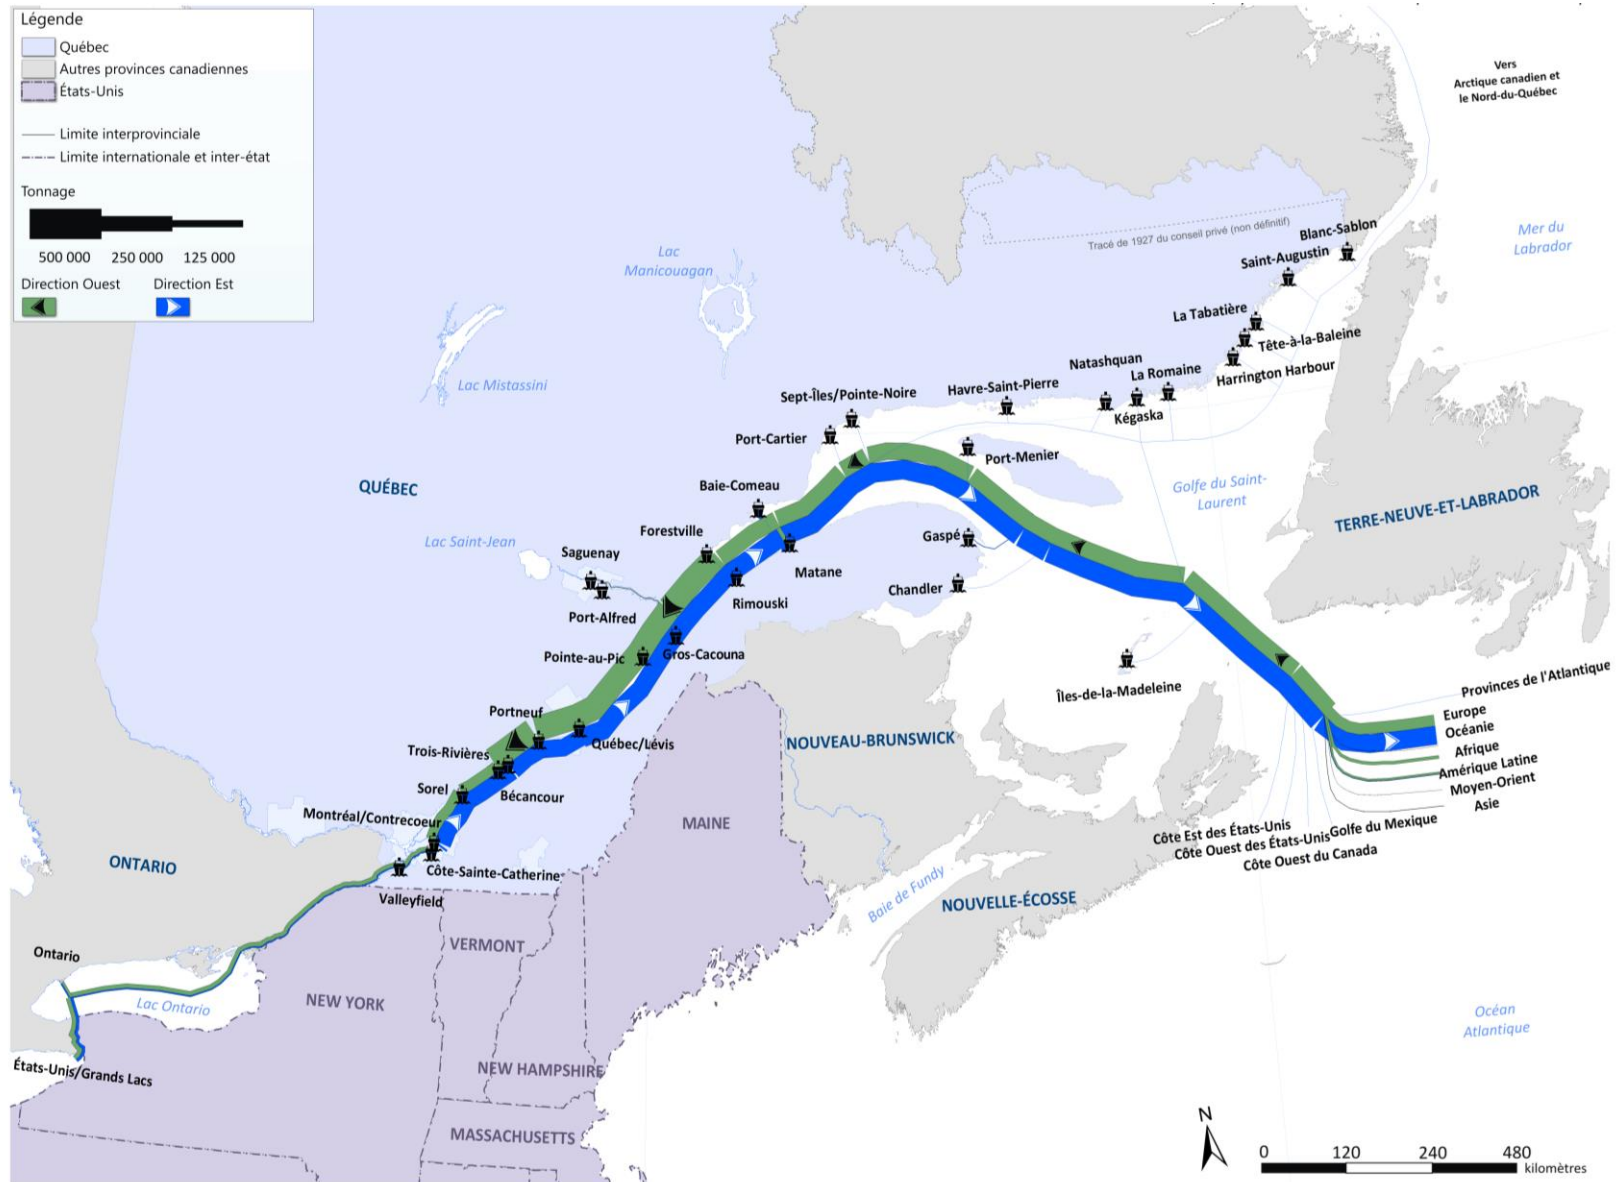 Légende
Québec
Autres provinces canadiennes
États-Unis
Limite interprovinciale
Limite internationale et inter-état
Tonnage
500 000 250 000 125 000
Direction Ouest Direction Est
Vers
Arctique canadien et
le Nord-du-Québec
Mer du
Labrador
Tracé de 1927 du conseil privé (non définitif)
Blanc-Sablon
Saint-Augustin
Lac
Manicouagan
La Tabatière
Tête-à-la-Baleine
Harrington Harbour
Natashquan
La Romaine
Kégaska
Havre-Saint-Pierre
Sept-Îles/Pointe-Noire
Lac Mistassini
Port-Cartier
Port-Menier
Golfe du Saint-
Laurent
TERRE-NEUVE-ET-LABRADOR
QUÉBEC
Baie-Comeau
Forestville
Gaspé
Lac Saint-Jean
Saguenay
Matane
Chandler
Rimouski
Port-Alfred
Pointe-au-Pic
Gros-Cacouna
Îles-de-la-Madeleine
Provinces de l'Atlantique
Europe
Océanie
Afrique
Amérique Latine
Moyen-Orient
Asie
Portneuf
Québec/Lévis
NOUVEAU-BRUNSWICK
Trois-Rivières
Sorel
Bécancour
Montréal/Contrecoeur
MAINE
Côte Est des États-Unis
Golfe du Mexique
Côte Ouest des États-Unis
Côte Ouest du Canada
ONTARIO
Côte-Sainte-Catherine
Valleyfield
Baie de Fundy
NOUVELLE-ÉCOSSE
VERMONT
Ontario
Lac Ontario
NEW YORK
Océan
Atlantique
États-Unis/Grands Lacs
NEW HAMPSHIRE
MASSACHUSETTS
N
0 120 240 480
kilomètres